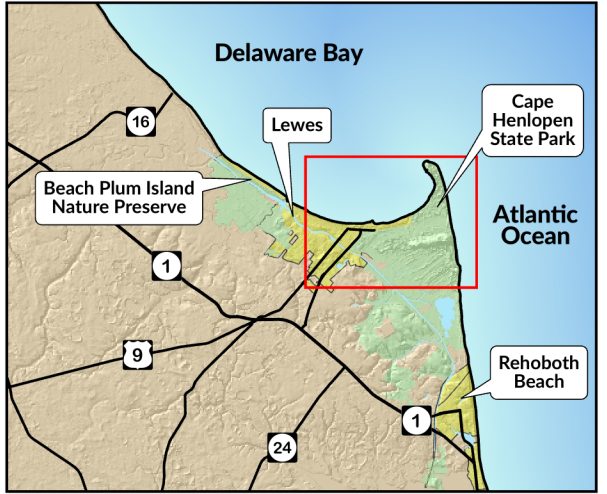 Delaware Bay
16
Cape
Henlopen
State Park
Lewes
Beach Plum Island
Nature Preserve
Atlantic
Ocean
1
9
Rehoboth
Beach
1
24